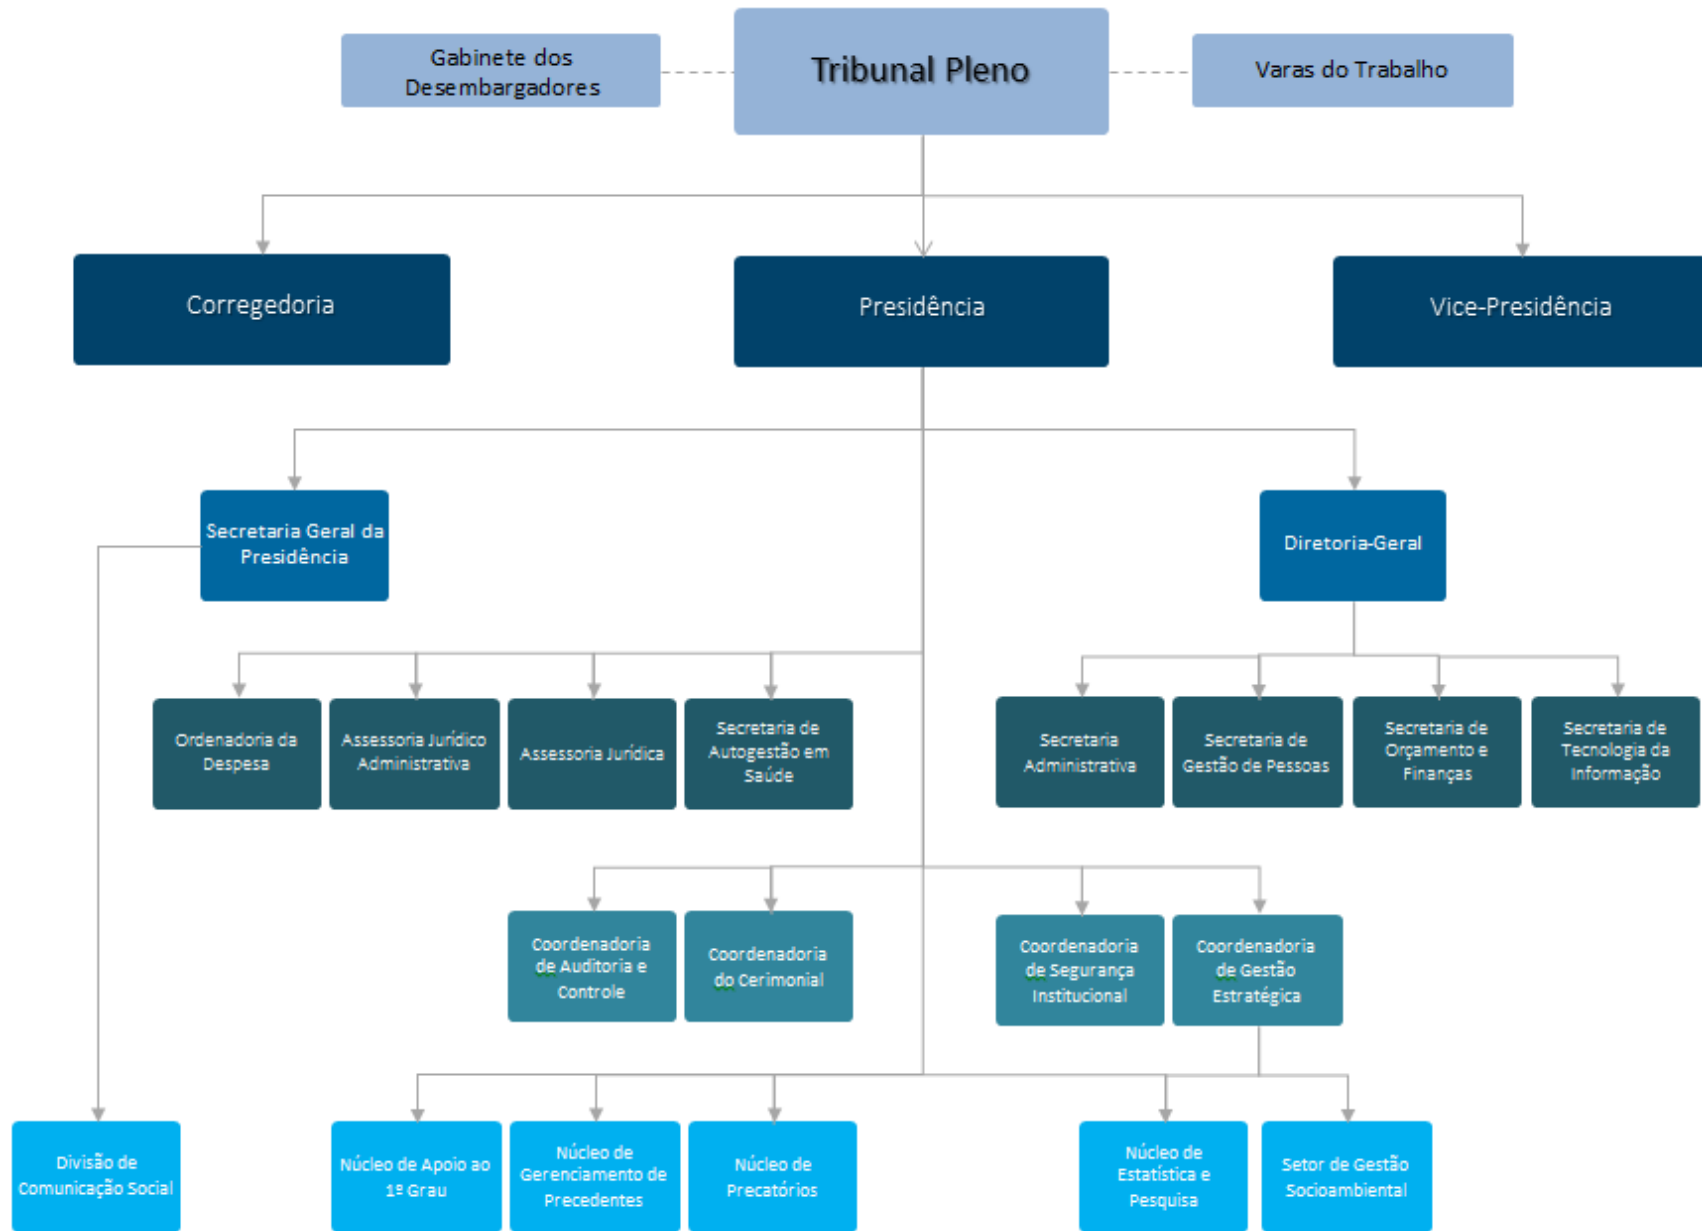 Gabinete dos
Desembargadores
Tribunal Pleno
Varas do Trabalho
Corregedoria
Presidência
Vice-Presidência
Secretaria Geral da
Presidência
Diretoria-Geral
Ordenadoria da
Despesa
Assessoria Jurídico
Administrativa
Assessoria Jurídica
Secretaria de
Autogestão em
Saúde
Secretaria
Administrativa
Secretaria de
Gestão de Pessoas
Secretaria de
Orçamento e
Finanças
Secretaria de
Tecnologia da
Informação
Coordenadoria
de Auditoria e
Controle
Coordenadoria
do Cerimonial
Coordenadoria
de Segurança
Institucional
Coordenadoria
de Gestão
Estratégica
Divisão de
Comunicação Social
Núcleo de Apoio ao
1º Grau
Núcleo de
Gerenciamento de
Precedentes
Núcleo de
Precatórios
Núcleo de
Estatística e
Pesquisa
Setor de Gestão
Socioambiental